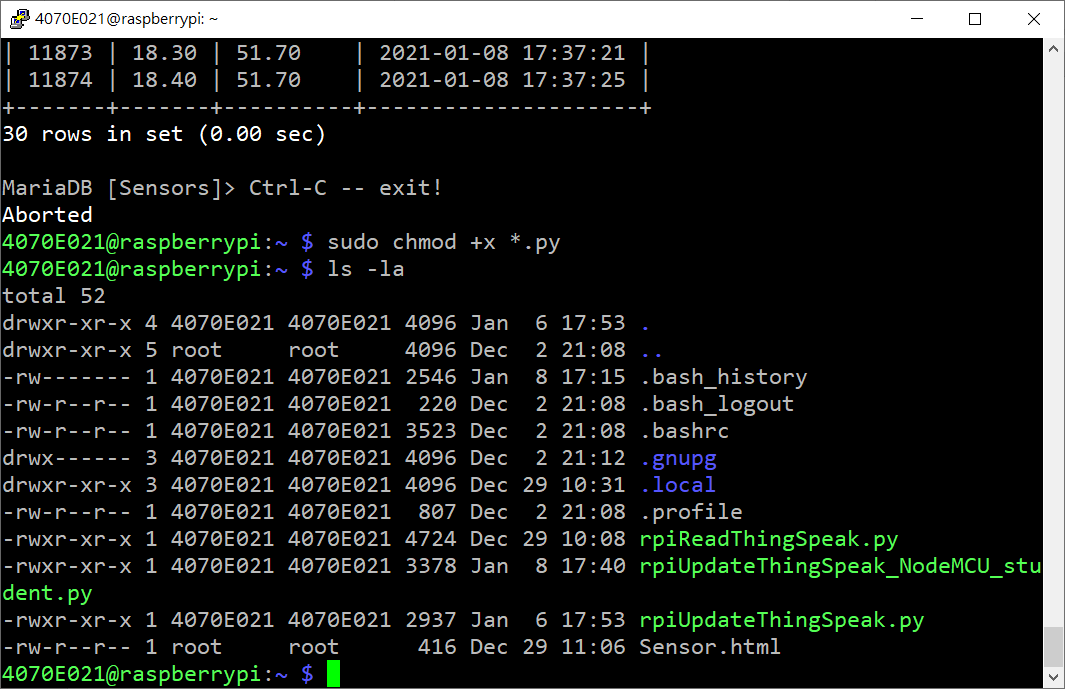 4070E021@raspberrypi: ~
| 11873 | 18.30 | 51.70    | 2021-01-08 17:37:21 |
| 11874 | 18.40 | 51.70    | 2021-01-08 17:37:25 |
+-------+-------+----------+---------------------+
30 rows in set (0.00 sec)
MariaDB [Sensors]> Ctrl-C -- exit!
Aborted
4070E021@raspberrypi:~ $ sudo chmod +x *.py
4070E021@raspberrypi:~ $ ls -la
total 52
drwxr-xr-x 4 4070E021 4070E021 4096 Jan  6 17:53 .
drwxr-xr-x 5 root     root     4096 Dec  2 21:08 ..
-rw------- 1 4070E021 4070E021 2546 Jan  8 17:15 .bash_history
-rw-r--r-- 1 4070E021 4070E021  220 Dec  2 21:08 .bash_logout
-rw-r--r-- 1 4070E021 4070E021 3523 Dec  2 21:08 .bashrc
drwx------ 3 4070E021 4070E021 4096 Dec  2 21:12 .gnupg
drwxr-xr-x 3 4070E021 4070E021 4096 Dec 29 10:31 .local
-rw-r--r-- 1 4070E021 4070E021  807 Dec  2 21:08 .profile
-rwxr-xr-x 1 4070E021 4070E021 4724 Dec 29 10:08 rpiReadThingSpeak.py
-rwxr-xr-x 1 4070E021 4070E021 3378 Jan  8 17:40 rpiUpdateThingSpeak_NodeMCU_stu
dent.py
-rwxr-xr-x 1 4070E021 4070E021 2937 Jan  6 17:53 rpiUpdateThingSpeak.py
-rw-r--r-- 1 root     root      416 Dec 29 11:06 Sensor.html
4070E021@raspberrypi:~ $